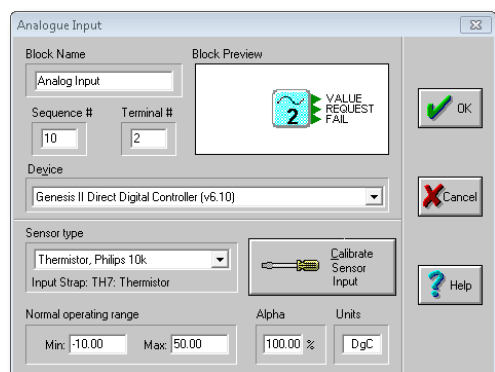 Analogue Input
Block Name
Analog Input
Block Preview
2
VALUE
REQUEST
FAIL
Sequence #
10
Terminal #
2
Device
Genesis II Direct Digital Controller (v6.10)
Sensor type
Thermistor, Philips 10k
Input Strap: TH7: Thermistor
Calibrate
Sensor
Input
Normal operating range
Min: -10.00 Max: 50.00
Alpha
100.00 %
Units
DgC
OK
Cancel
? Help